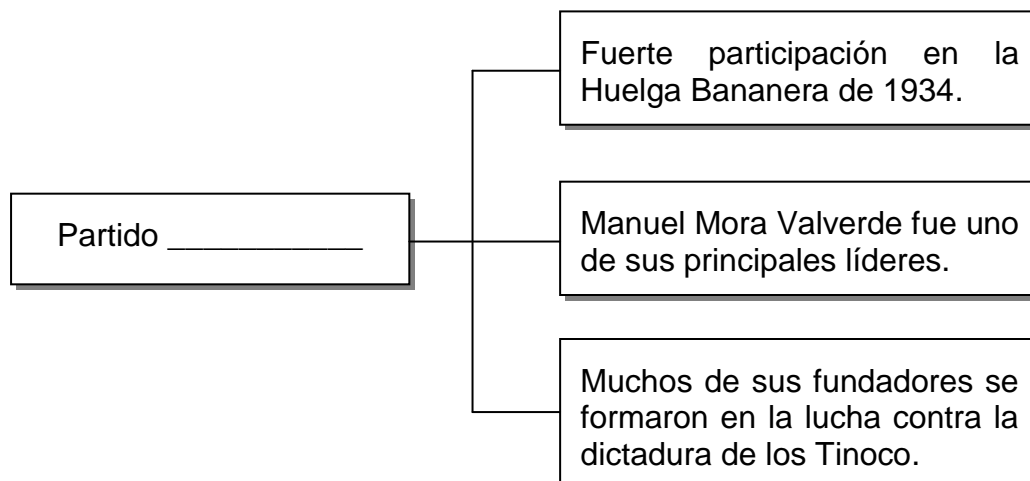 Partido ___________
Fuerte participación en la
Huelga Bananera de 1934.
Manuel Mora Valverde fue uno
de sus principales líderes.
Muchos de sus fundadores se
formaron en la lucha contra la
dictadura de los Tinoco.